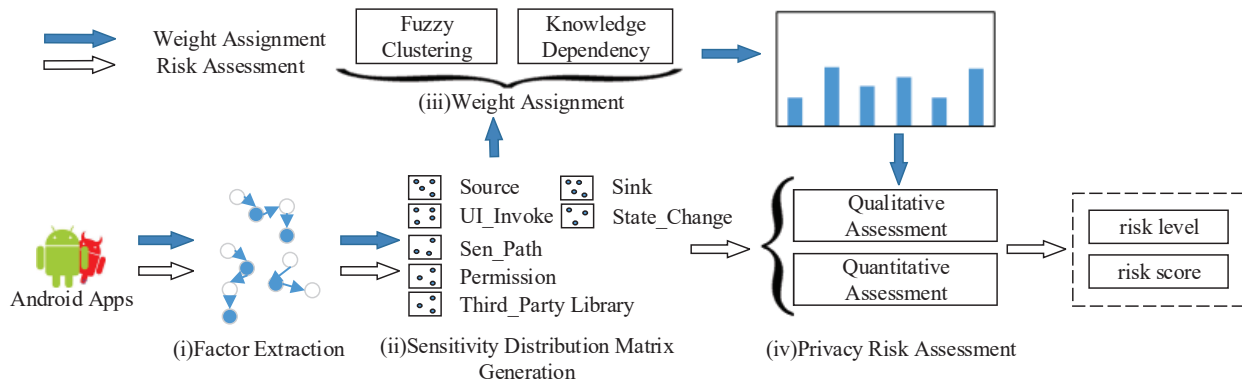 Weight Assignment
Risk Assessment
Fuzzy
Clustering
Knowledge
Dependency
(iii)Weight Assignment
Source
Sink
UI_Invoke
State_Change
Sen_Path
Permission
Third_Party Library
Android Apps
(i)Factor Extraction
(ii)Sensitivity Distribution Matrix
Generation
Qualitative
Assessment
Quantitative
Assessment
(iv)Privacy Risk Assessment
risk level
risk score